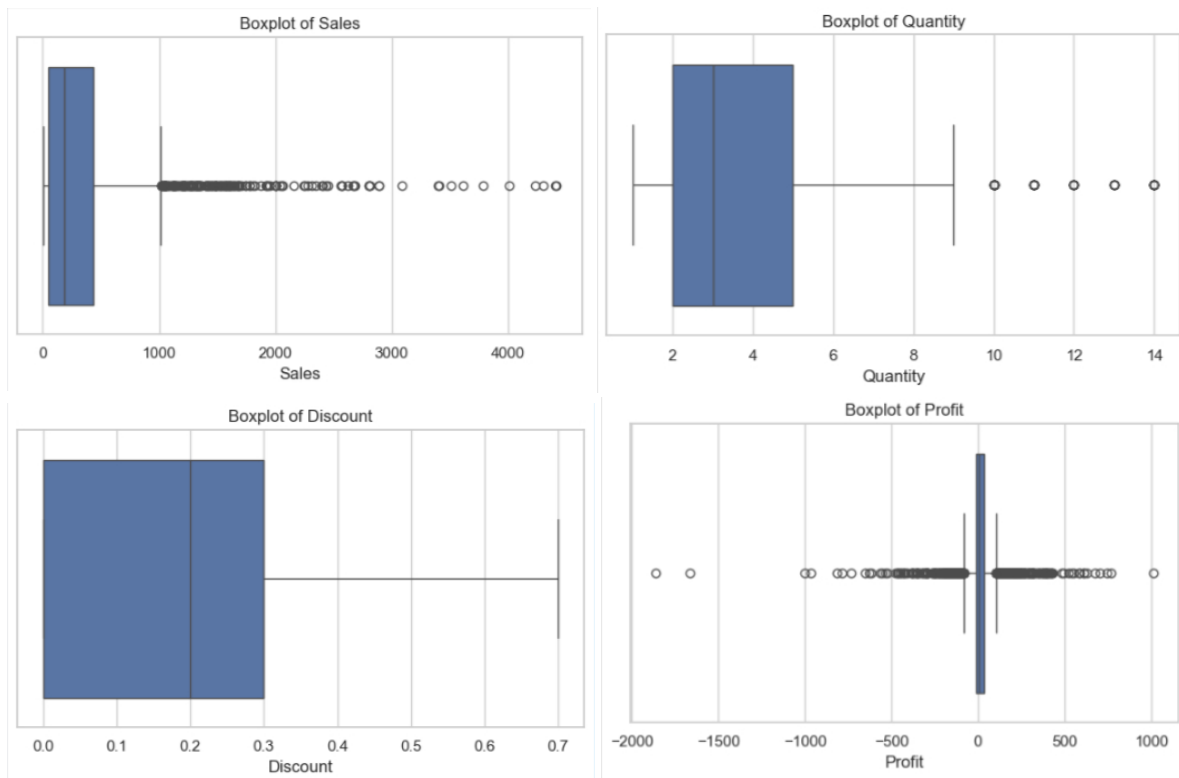 Boxplot of Sales
0 1000 2000 3000 4000
Sales
Boxplot of Quantity
2 4 6 8 10 12 14
Quantity
Boxplot of Discount
0.0 0.1 0.2 0.3 0.4 0.5 0.6 0.7
Discount
Boxplot of Profit
−2000 −1500 −1000 −500 0 500 1000
Profit